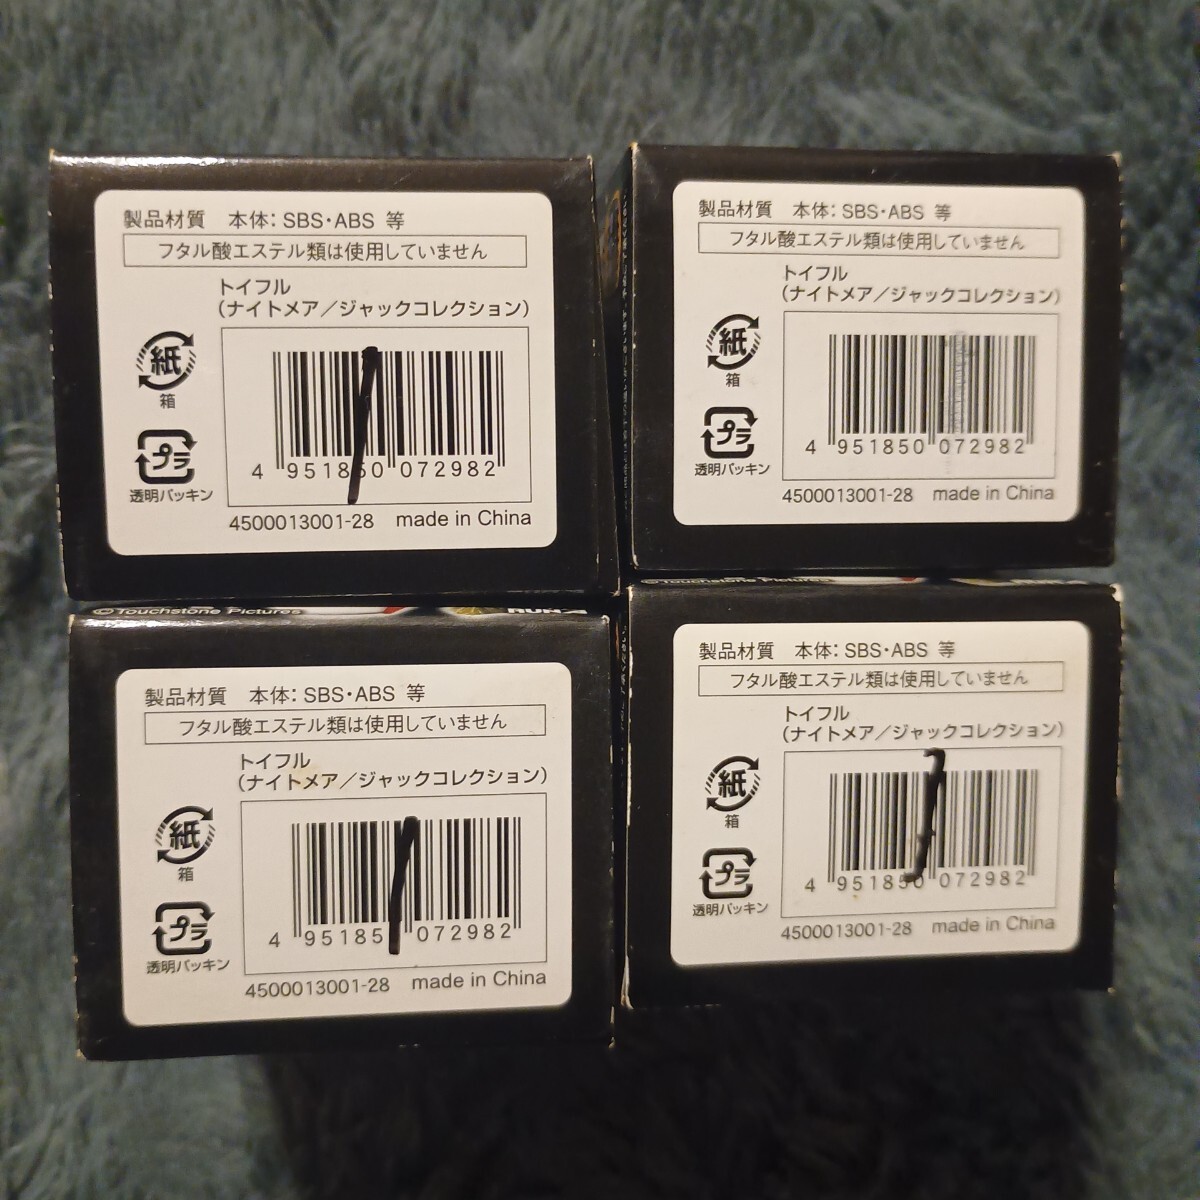 製品材質　本体：SBS・ABS 等
フタル酸エステル類は使用していません
トイフル
（ナイトメア／ジャックコレクション）
紙
箱
プラ
透明パッキン
4 951850 072982
4500013001-28 made in China
製品材質　本体：SBS・ABS 等
フタル酸エステル類は使用していません
トイフル
（ナイトメア／ジャックコレクション）
紙
箱
プラ
透明パッキン
4 951850 072982
4500013001-28 made in China
©Touchstone Pictures
製品材質　本体：SBS・ABS 等
フタル酸エステル類は使用していません
トイフル
（ナイトメア／ジャックコレクション）
紙
箱
プラ
透明パッキン
4 95185 072982
4500013001-28 made in China
©Touchstone Pictures
製品材質　本体：SBS・ABS 等
フタル酸エステル類は使用していません
トイフル
（ナイトメア／ジャックコレクション）
紙
箱
プラ
透明パッキン
4 951850 072982
4500013001-28 made in China